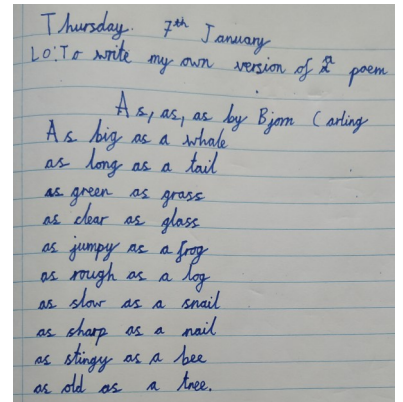 Thursday. 7th January
LO: To write my own version of a poem
As, as, as by Bjorn Carling
As big as a whale
as long as a tail
as green as grass
as clear as glass
as jumpy as a frog
as rough as a log
as slow as a snail
as sharp as a nail
as stingy as a bee
as old as a tree.